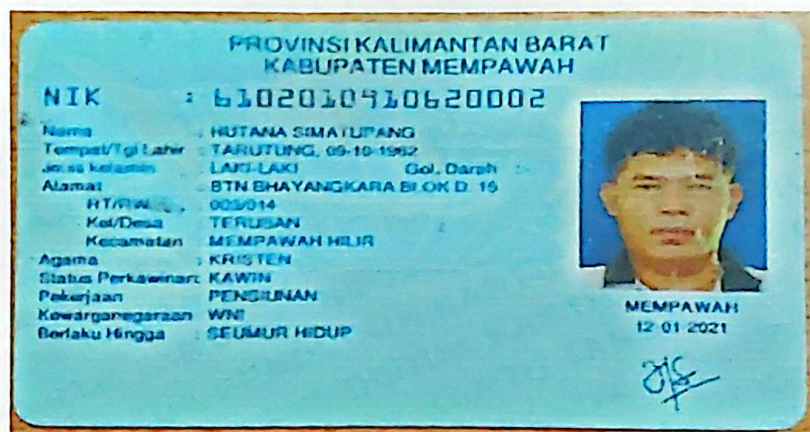 PROVINSI KALIMANTAN BARAT
KABUPATEN MEMPAWAH
NIK : 6102010910620002
Nama : HUTANA SIMATUPANG
Tempat/Tgl Lahir : TARUTUNG, 09-10-1962
Jenis kelamin : LAKI-LAKI Gol. Darah : -
Alamat : BTN BHAYANGKARA BLOK D. 15
RT/RW : 003/014
Kel/Desa : TERUSAN
Kecamatan : MEMPAWAH HILIR
Agama : KRISTEN
Status Perkawinan: KAWIN
Pekerjaan : PENSIUNAN
Kewarganegaraan: WNI
Berlaku Hingga : SEUMUR HIDUP
MEMPAWAH
12-01-2021